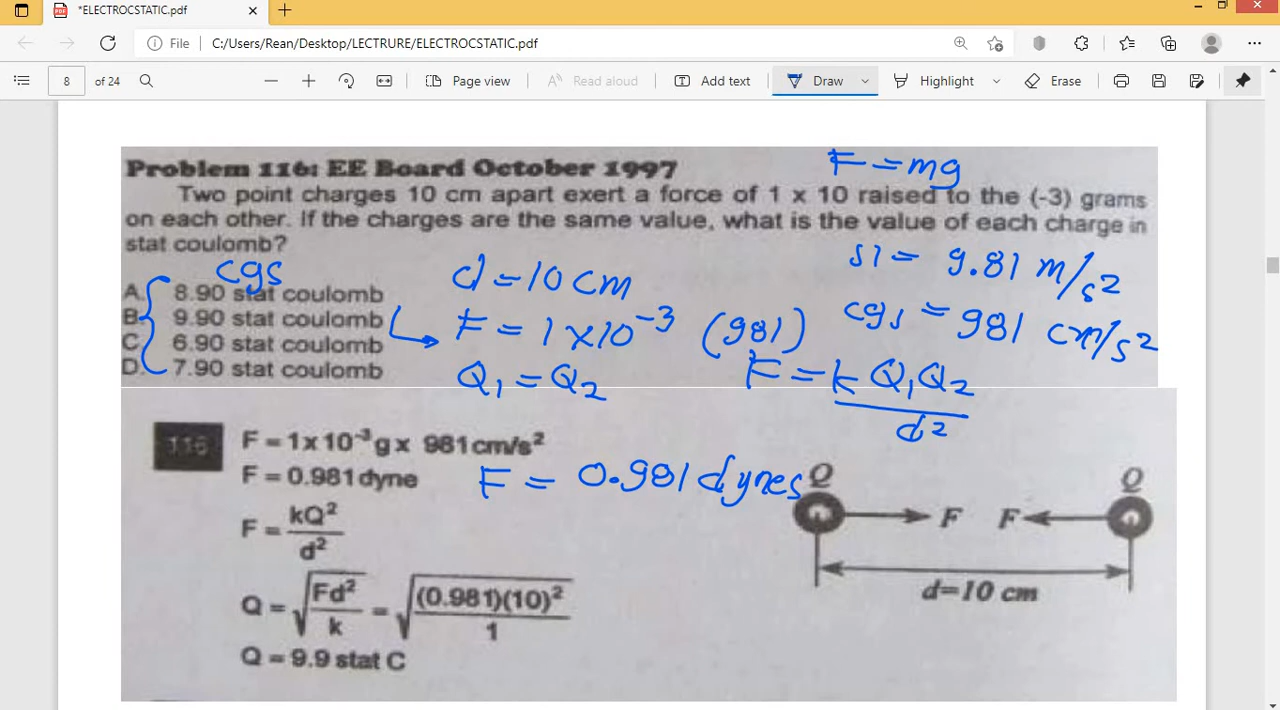 *ELECTROCSTATIC.pdf
File C:/Users/Rean/Desktop/LECTRURE/ELECTROCSTATIC.pdf
8 of 24 Page view Read aloud Add text Draw Highlight Erase
Problem 116: EE Board October 1997
F = mg
Two point charges 10 cm apart exert a force of 1 x 10 raised to the (-3) grams
on each other. If the charges are the same value, what is the value of each charge in
stat coulomb?
cgs
A. 8.90 stat coulomb
B. 9.90 stat coulomb
C. 6.90 stat coulomb
D. 7.90 stat coulomb
d = 10 cm
F = 1 x 10⁻³ (981)
Q₁ = Q₂
SI = 9.81 m/s²
cgs = 981 cm/s²
F = k Q₁Q₂
d²
116
F = 1 x 10⁻³ g x 981 cm/s²
F = 0.981 dyne
F = 0.981 dynes
F = kQ²
d²
Q = √Fd²/k = √(0.981)(10)²/1
Q = 9.9 stat C
Q Q
F F
d=10 cm